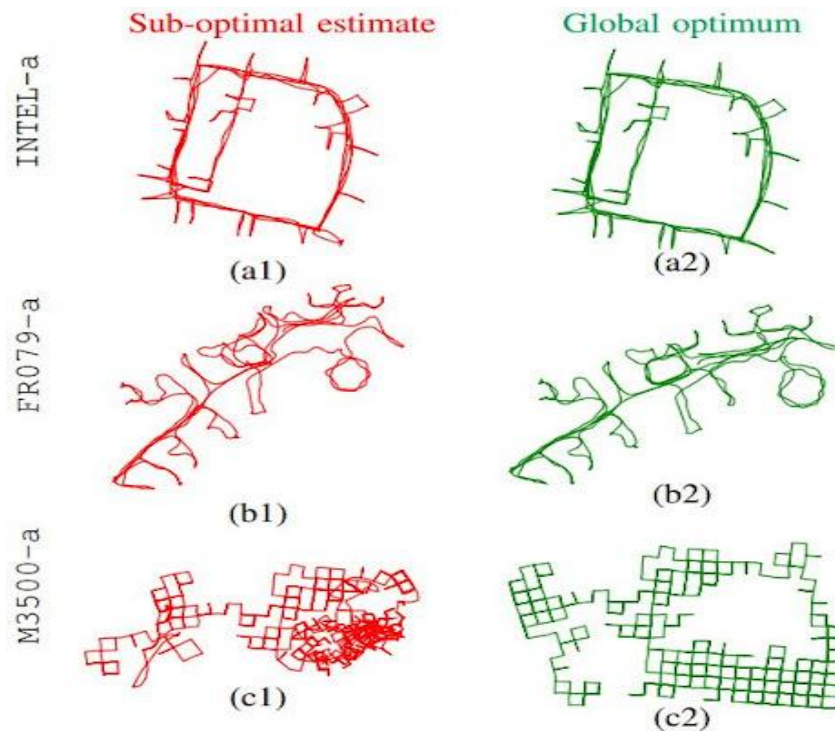 Sub-optimal estimate
Global optimum
INTEL-a
(a1)
(a2)
FR079-a
(b1)
(b2)
M3500-a
(c1)
(c2)